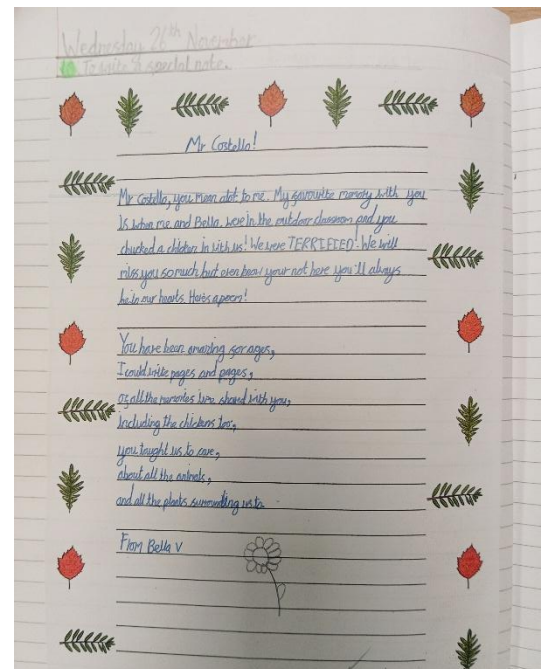 Wednesday 26th November
LO To write a special note.
Mr Costello!
Mr Costello, you mean alot to me. My favourite memory with you
is when me and Bella. were in the outdoor classroom and you
chucked a chicken in with us! We were TERRIFIED! We will
miss you so much but even though your not here you'll always
be in our hearts. Here's a poem!
You have been amazing for ages,
I could write pages and pages,
of all the memories ive shared with you,
Including the chickens too,
you taught us to care,
about all the animals,
and all the plants surrounding us to.
From Bella V